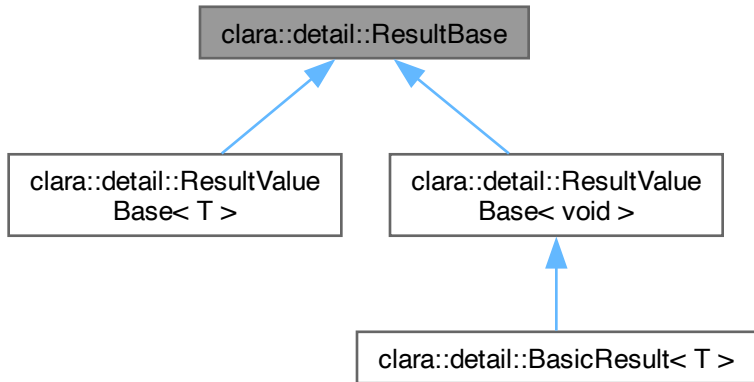 clara::detail::ResultBase
clara::detail::ResultValue
Base< T >
clara::detail::ResultValue
Base< void >
clara::detail::BasicResult< T >